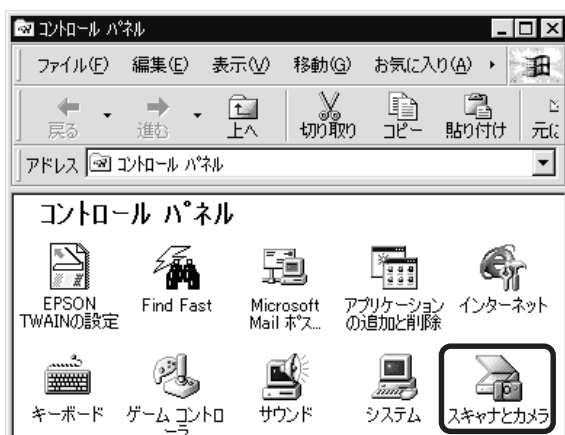 コントロール パネル
ファイル(F) 編集(E) 表示(V) 移動(G) お気に入り(A)
戻る 進む 上へ 切り取り コピー 貼り付け 元に
アドレス コントロール パネル
コントロール パネル
EPSON TWAINの設定
Find Fast
Microsoft Mail ポス...
アプリケーションの追加と削除
インターネット
キーボード
ゲーム コントローラ
サウンド
システム
スキャナとカメラ